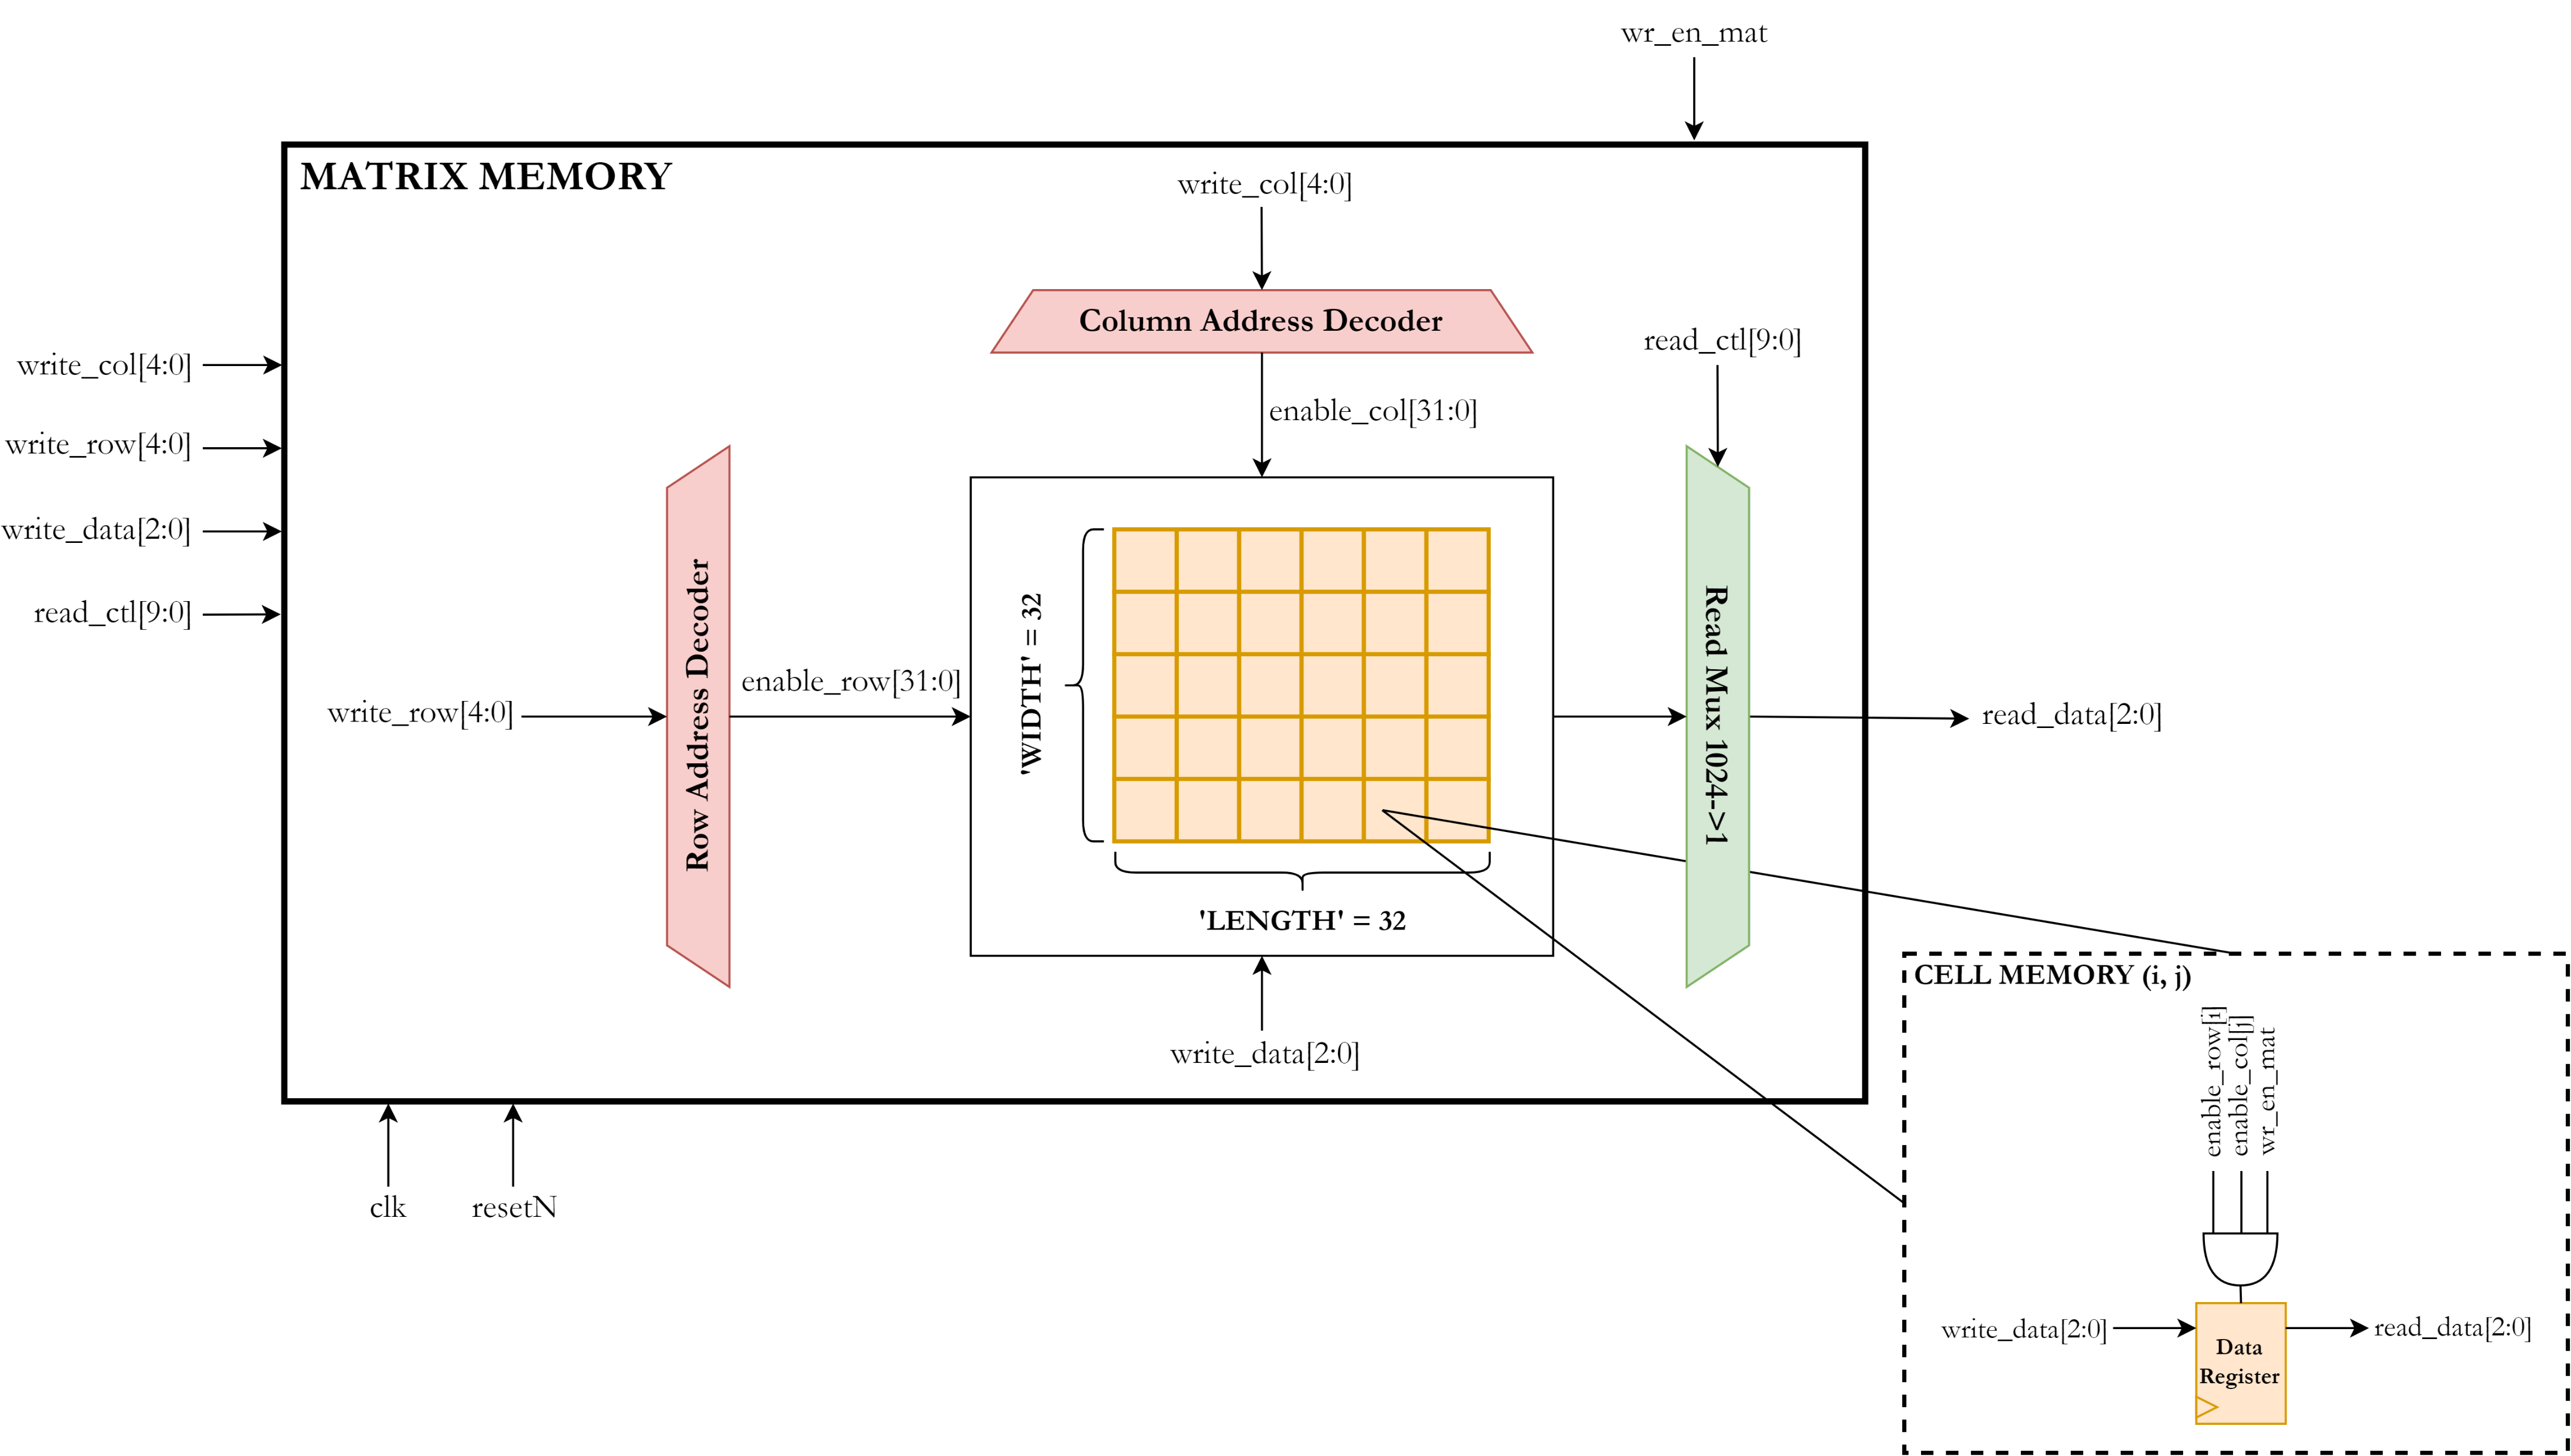 wr_en_mat
MATRIX MEMORY
write_col[4:0]
Column Address Decoder
read_ctl[9:0]
write_col[4:0]
enable_col[31:0]
write_row[4:0]
write_data[2:0]
read_ctl[9:0]
Row Address Decoder
'WIDTH' = 32
Read Mux 1024->1
enable_row[31:0]
write_row[4:0]
read_data[2:0]
'LENGTH' = 32
write_data[2:0]
CELL MEMORY (i, j)
enable_row[i]
enable_col[j]
wr_en_mat
clk
resetN
write_data[2:0]
read_data[2:0]
Data
Register